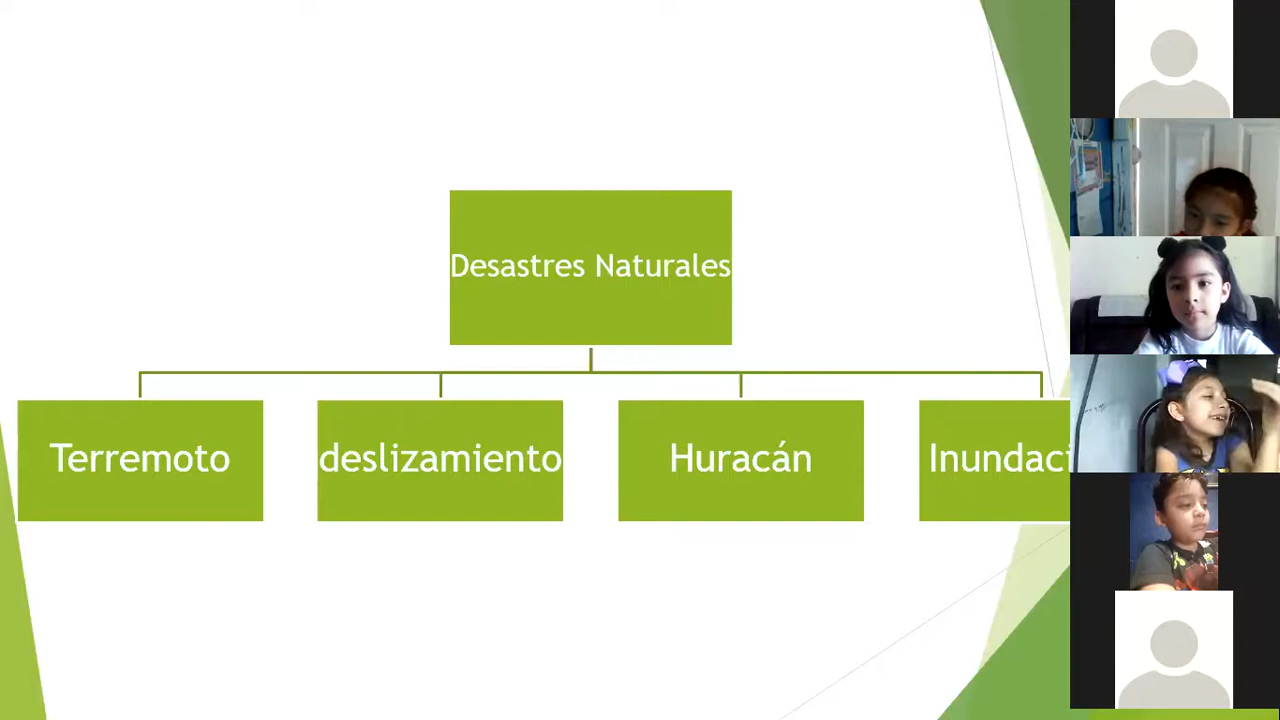 Desastres Naturales
Terremoto
deslizamiento
Huracán